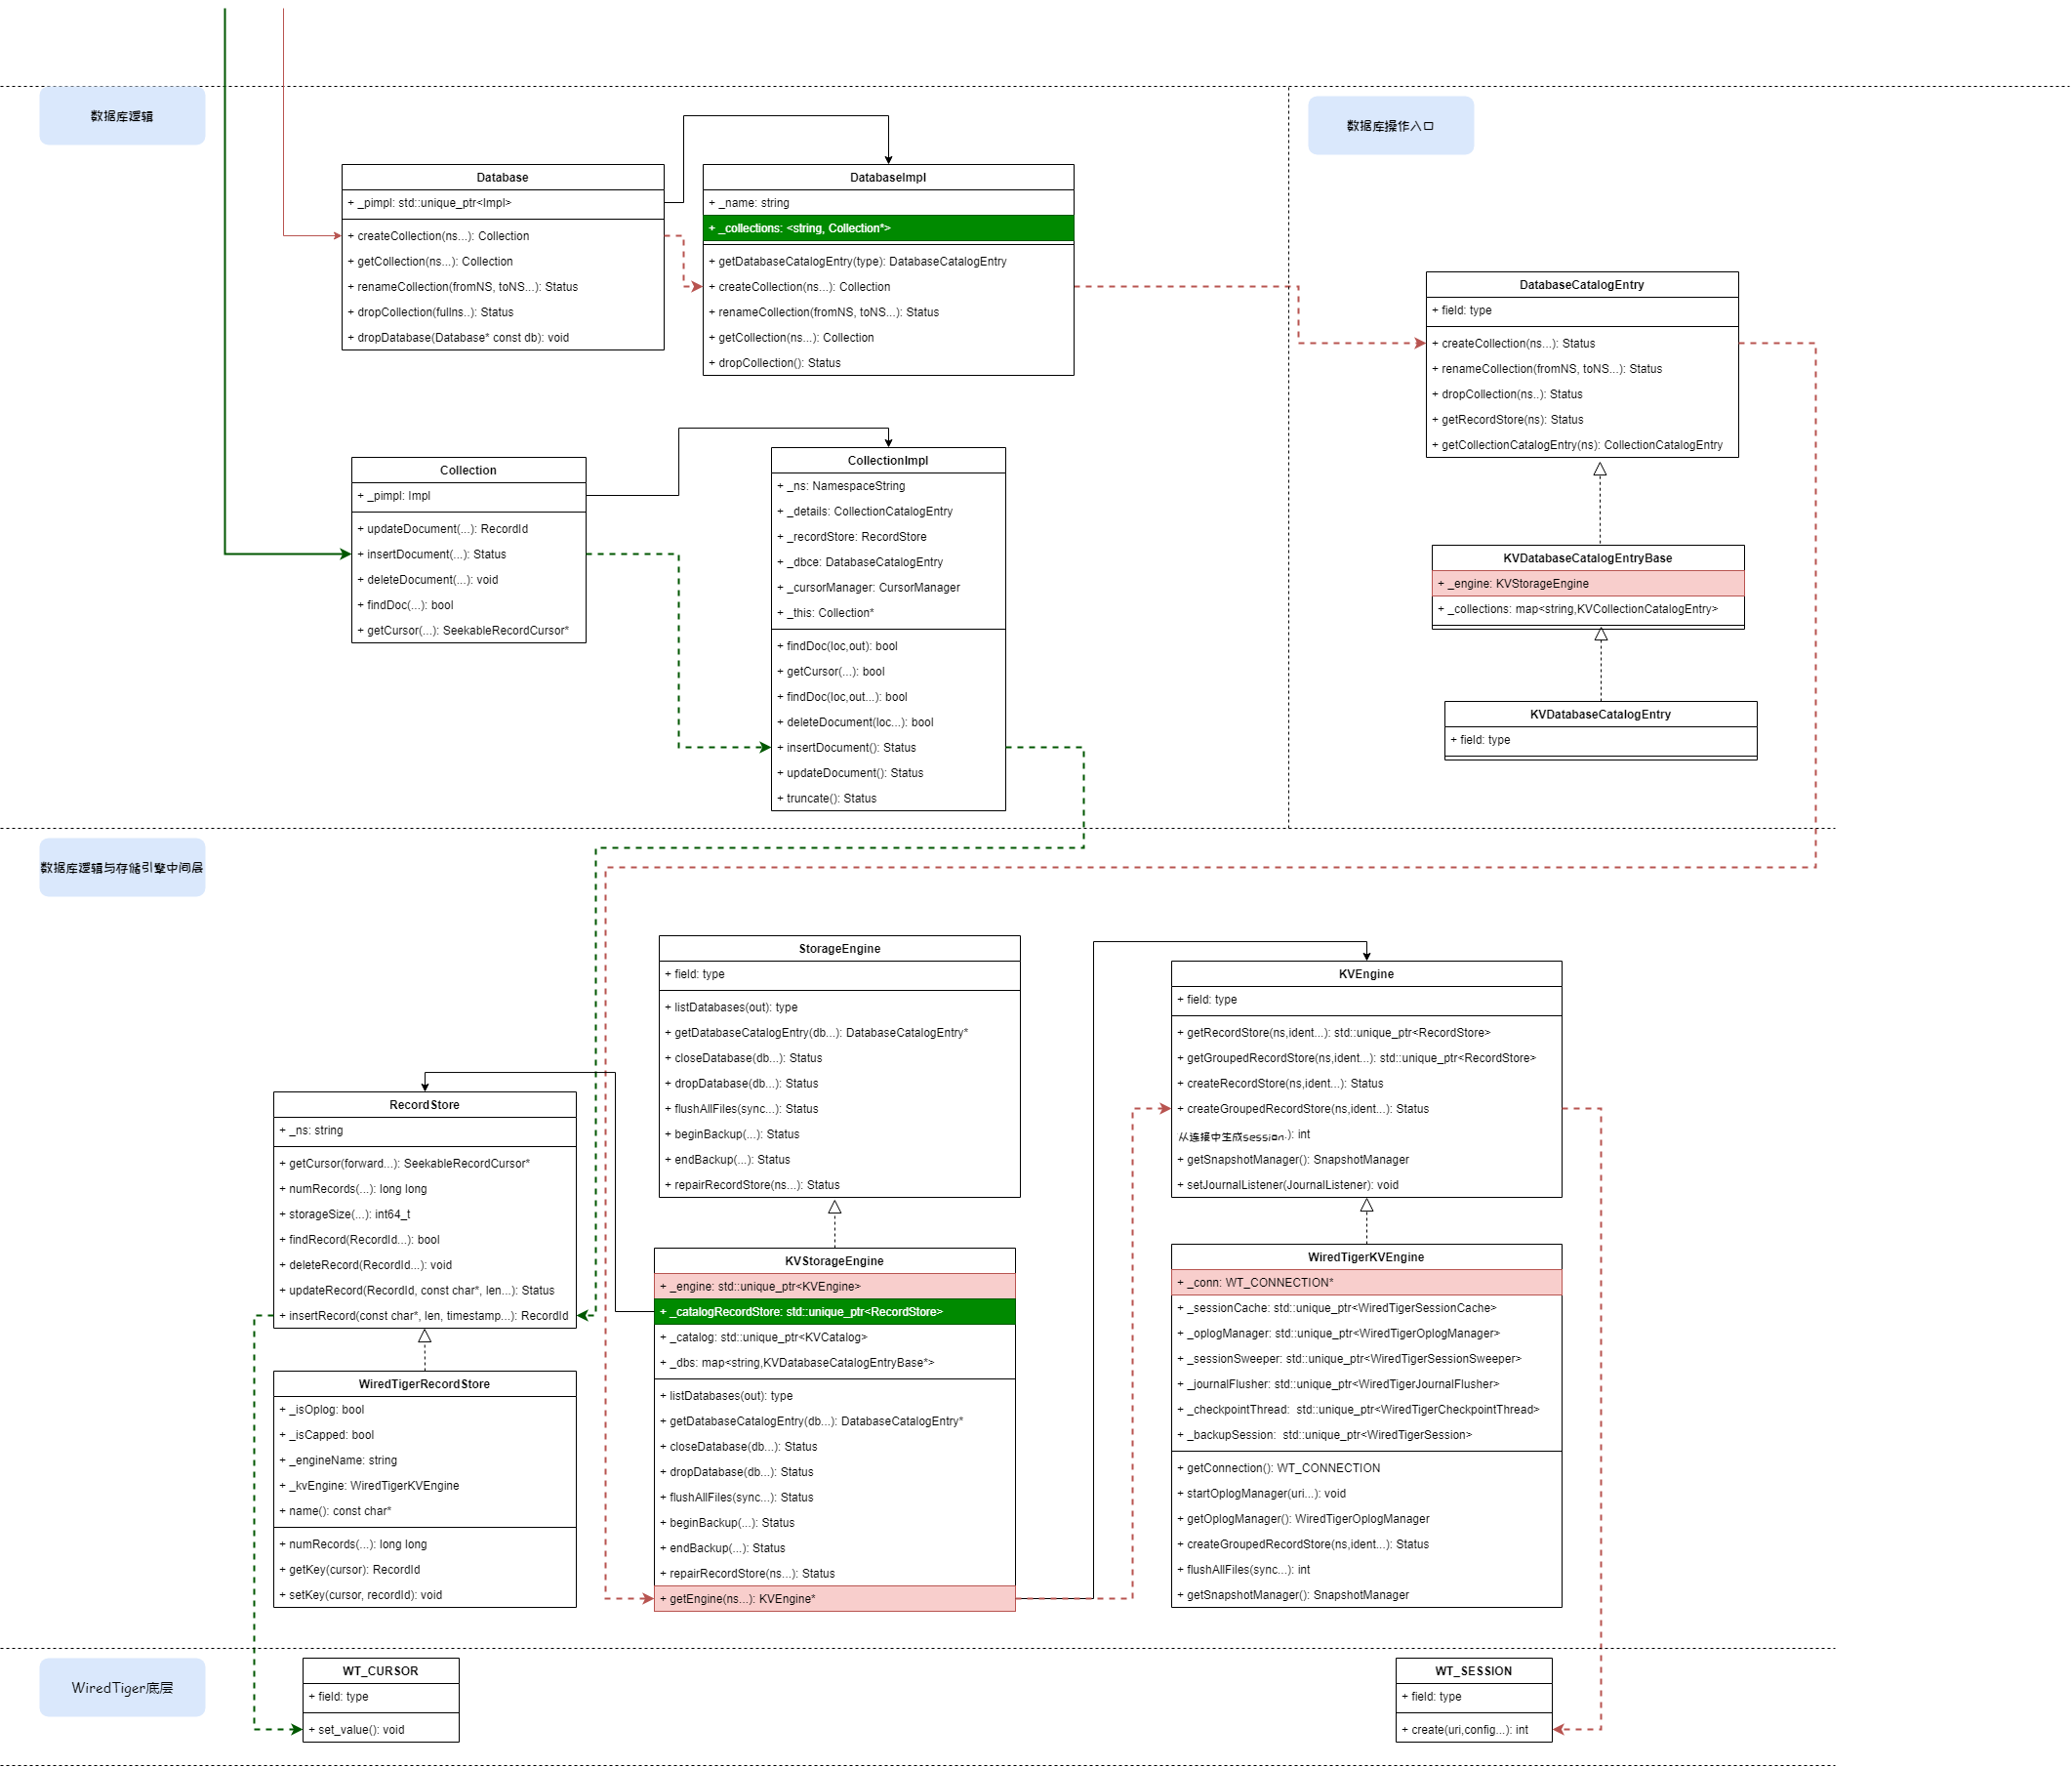 数据库逻辑
数据库操作入口
Database
+ _pimpl: std::unique_ptr<Impl>
+ createCollection(ns...): Collection
+ getCollection(ns...): Collection
+ renameCollection(fromNS, toNS...): Status
+ dropCollection(fullns..): Status
+ dropDatabase(Database* const db): void
DatabaseImpl
+ _name: string
+ _collections: <string, Collection*>
+ getDatabaseCatalogEntry(type): DatabaseCatalogEntry
+ createCollection(ns...): Collection
+ renameCollection(fromNS, toNS...): Status
+ getCollection(ns...): Collection
+ dropCollection(): Status
DatabaseCatalogEntry
+ field: type
+ createCollection(ns...): Status
+ renameCollection(fromNS, toNS...): Status
+ dropCollection(ns..): Status
+ getRecordStore(ns): Status
+ getCollectionCatalogEntry(ns): CollectionCatalogEntry
Collection
+ _pimpl: Impl
+ updateDocument(...): RecordId
+ insertDocument(...): Status
+ deleteDocument(...): void
+ findDoc(...): bool
+ getCursor(...): SeekableRecordCursor*
CollectionImpl
+ _ns: NamespaceString
+ _details: CollectionCatalogEntry
+ _recordStore: RecordStore
+ _dbce: DatabaseCatalogEntry
+ _cursorManager: CursorManager
+ _this: Collection*
+ findDoc(loc,out): bool
+ getCursor(...): bool
+ findDoc(loc,out...): bool
+ deleteDocument(loc...): bool
+ insertDocument(): Status
+ updateDocument(): Status
+ truncate(): Status
KVDatabaseCatalogEntryBase
+ _engine: KVStorageEngine
+ _collections: map<string,KVCollectionCatalogEntry>
KVDatabaseCatalogEntry
+ field: type
数据库逻辑与存储引擎中间层
StorageEngine
+ field: type
+ listDatabases(out): type
+ getDatabaseCatalogEntry(db...): DatabaseCatalogEntry*
+ closeDatabase(db...): Status
+ dropDatabase(db...): Status
+ flushAllFiles(sync...): Status
+ beginBackup(...): Status
+ endBackup(...): Status
+ repairRecordStore(ns...): Status
KVEngine
+ field: type
+ getRecordStore(ns,ident...): std::unique_ptr<RecordStore>
+ getGroupedRecordStore(ns,ident...): std::unique_ptr<RecordStore>
+ createRecordStore(ns,ident...): Status
+ createGroupedRecordStore(ns,ident...): Status
从连接中生成session.): int
+ getSnapshotManager(): SnapshotManager
+ setJournalListener(JournalListener): void
RecordStore
+ _ns: string
+ getCursor(forward...): SeekableRecordCursor*
+ numRecords(...): long long
+ storageSize(...): int64_t
+ findRecord(RecordId...): bool
+ deleteRecord(RecordId...): void
+ updateRecord(RecordId, const char*, len...): Status
+ insertRecord(const char*, len, timestamp...): RecordId
KVStorageEngine
+ _engine: std::unique_ptr<KVEngine>
+ _catalogRecordStore: std::unique_ptr<RecordStore>
+ _catalog: std::unique_ptr<KVCatalog>
+ _dbs: map<string,KVDatabaseCatalogEntryBase*>
+ listDatabases(out): type
+ getDatabaseCatalogEntry(db...): DatabaseCatalogEntry*
+ closeDatabase(db...): Status
+ dropDatabase(db...): Status
+ flushAllFiles(sync...): Status
+ beginBackup(...): Status
+ endBackup(...): Status
+ repairRecordStore(ns...): Status
+ getEngine(ns...): KVEngine*
WiredTigerKVEngine
+ _conn: WT_CONNECTION*
+ _sessionCache: std::unique_ptr<WiredTigerSessionCache>
+ _oplogManager: std::unique_ptr<WiredTigerOplogManager>
+ _sessionSweeper: std::unique_ptr<WiredTigerSessionSweeper>
+ _journalFlusher: std::unique_ptr<WiredTigerJournalFlusher>
+ _checkpointThread:  std::unique_ptr<WiredTigerCheckpointThread>
+ _backupSession:  std::unique_ptr<WiredTigerSession>
+ getConnection(): WT_CONNECTION
+ startOplogManager(uri...): void
+ getOplogManager(): WiredTigerOplogManager
+ createGroupedRecordStore(ns,ident...): Status
+ flushAllFiles(sync...): int
+ getSnapshotManager(): SnapshotManager
WiredTigerRecordStore
+ _isOplog: bool
+ _isCapped: bool
+ _engineName: string
+ _kvEngine: WiredTigerKVEngine
+ name(): const char*
+ numRecords(...): long long
+ getKey(cursor): RecordId
+ setKey(cursor, recordId): void
WiredTiger底层
WT_CURSOR
+ field: type
+ set_value(): void
WT_SESSION
+ field: type
+ create(uri,config...): int